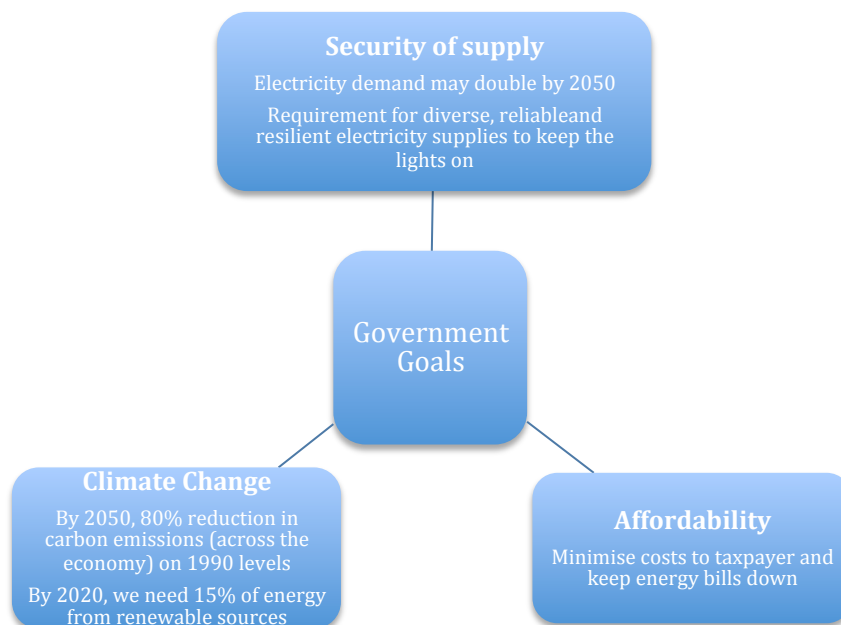 Security of supply
Electricity demand may double by 2050
Requirement for diverse, reliableand
resilient electricity supplies to keep the
lights on
Government
Goals
Climate Change
By 2050, 80% reduction in
carbon emissions (across the
economy) on 1990 levels
By 2020, we need 15% of energy
from renewable sources
Affordability
Minimise costs to taxpayer and
keep energy bills down